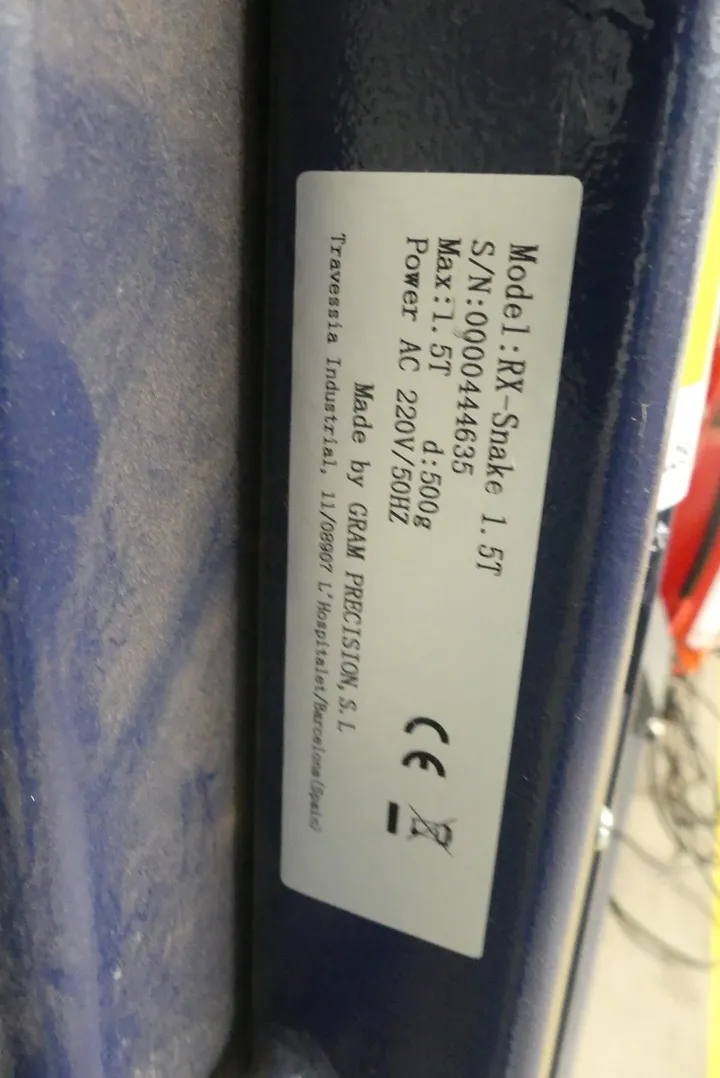 Model:RX-Snake 1.5T
S/N:0000444635
Max:1.5T d:500g
Power AC 220V/50HZ
Made by GRAM PRECISION, S.L
Travessia Industrial, 11/08907 L'Hospitalet/Barcelona(Spain)
CE